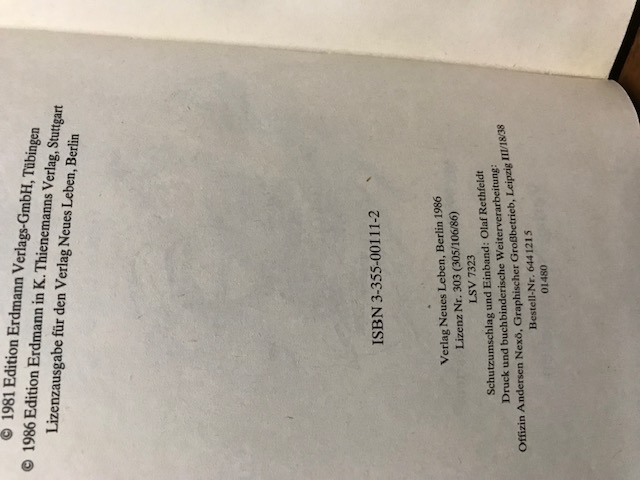 © 1981 Edition Erdmann Verlags-GmbH, Tübingen
© 1986 Edition Erdmann in K. Thienemanns Verlag, Stuttgart
Lizenzausgabe für den Verlag Neues Leben, Berlin
ISBN 3-355-00111-2
Verlag Neues Leben, Berlin 1986
Lizenz Nr. 303 (305/106/86)
LSV 7323
Schutzumschlag und Einband: Olaf Rethfeldt
Druck und buchbinderische Weiterverarbeitung:
Offizin Andersen Nexö, Graphischer Großbetrieb, Leipzig III/18/38
Bestell-Nr. 644 121 5
01480